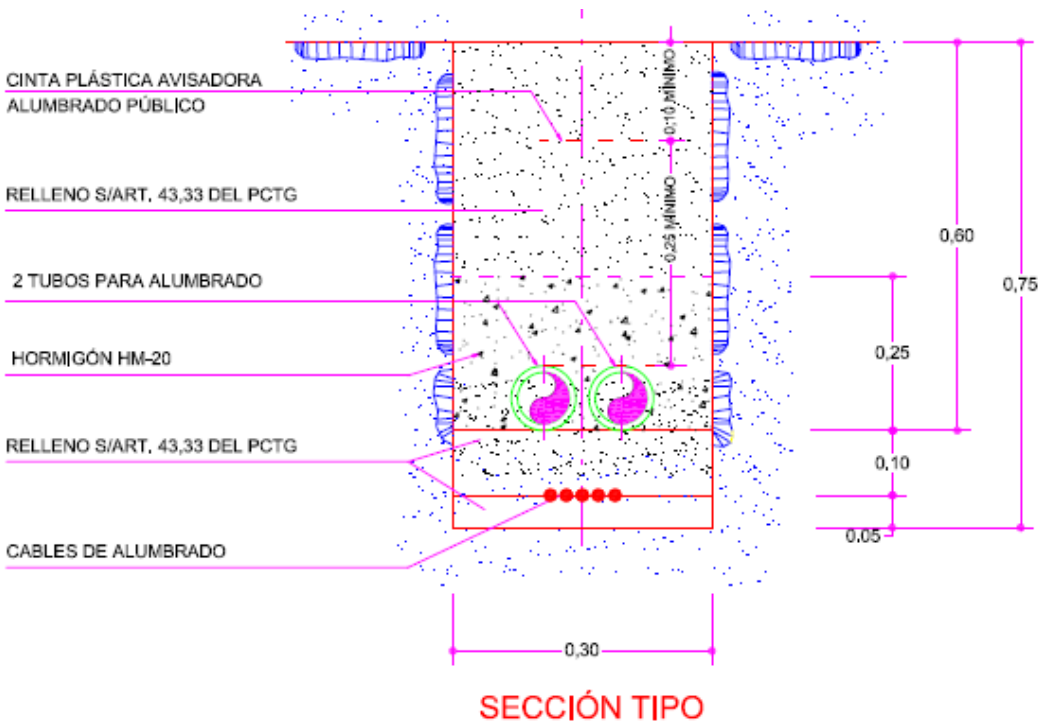 CINTA PLÁSTICA AVISADORA
ALUMBRADO PÚBLICO
RELLENO S/ART. 43,33 DEL PCTG
2 TUBOS PARA ALUMBRADO
HORMIGÓN HM-20
RELLENO S/ART. 43,33 DEL PCTG
CABLES DE ALUMBRADO
0,10 MÍNIMO
0,25 MÍNIMO
0,60
0,75
0,25
0,10
0.05
0,30
SECCIÓN TIPO